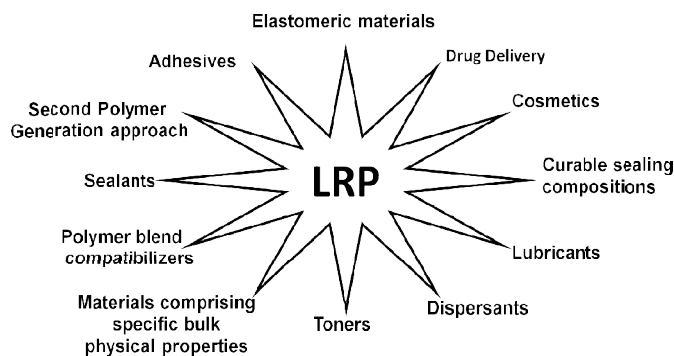 Elastomeric materials
Adhesives
Drug Delivery
Second Polymer
Generation approach
Cosmetics
LRP
Sealants
Curable sealing
compositions
Polymer blend
compatibilizers
Lubricants
Materials comprising
specific bulk
physical properties
Toners
Dispersants